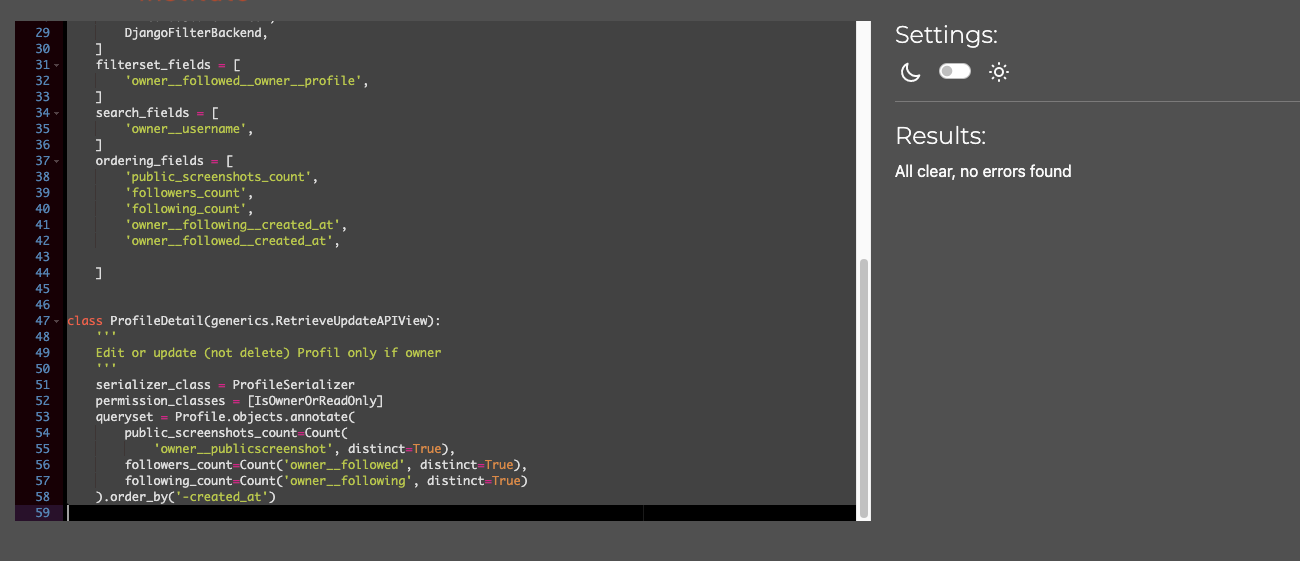 29 DjangoFilterBackend,
30 ]
31 filterset_fields = [
32 'owner__followed__owner__profile',
33 ]
34 search_fields = [
35 'owner__username',
36 ]
37 ordering_fields = [
38 'public_screenshots_count',
39 'followers_count',
40 'following_count',
41 'owner__following__created_at',
42 'owner__followed__created_at',
43
44 ]
45
46
47 class ProfileDetail(generics.RetrieveUpdateAPIView):
48 '''
49 Edit or update (not delete) Profil only if owner
50 '''
51 serializer_class = ProfileSerializer
52 permission_classes = [IsOwnerOrReadOnly]
53 queryset = Profile.objects.annotate(
54 public_screenshots_count=Count(
55 'owner__publicscreenshot', distinct=True),
56 followers_count=Count('owner__followed', distinct=True),
57 following_count=Count('owner__following', distinct=True)
58 ).order_by('-created_at')
59
Settings:
Results:
All clear, no errors found